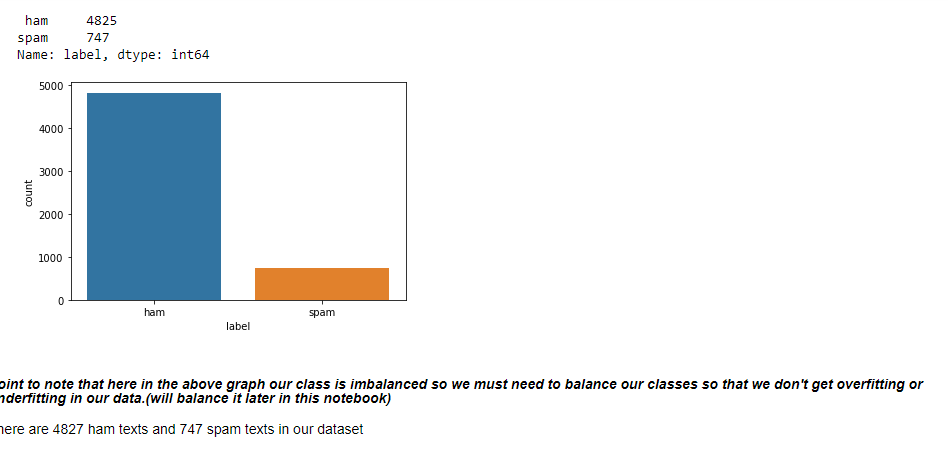 ham 4825
spam 747
Name: label, dtype: int64
5000
4000
3000
2000
1000
0
count
ham spam
label
oint to note that here in the above graph our class is imbalanced so we must need to balance our classes so that we don't get overfitting or
nderfitting in our data.(will balance it later in this notebook)
here are 4827 ham texts and 747 spam texts in our dataset